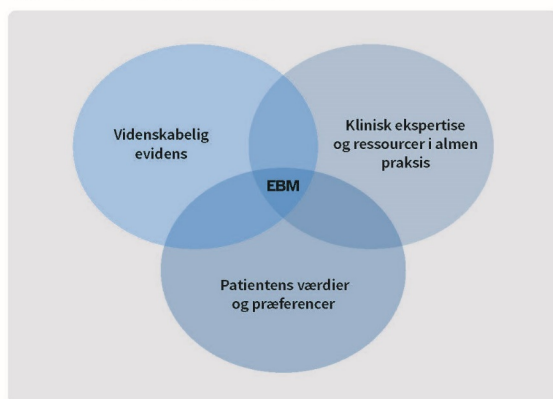 Videnskabelig
evidens
Klinisk ekspertise
og ressourcer i almen
praksis
EBM
Patientens værdier
og præferencer